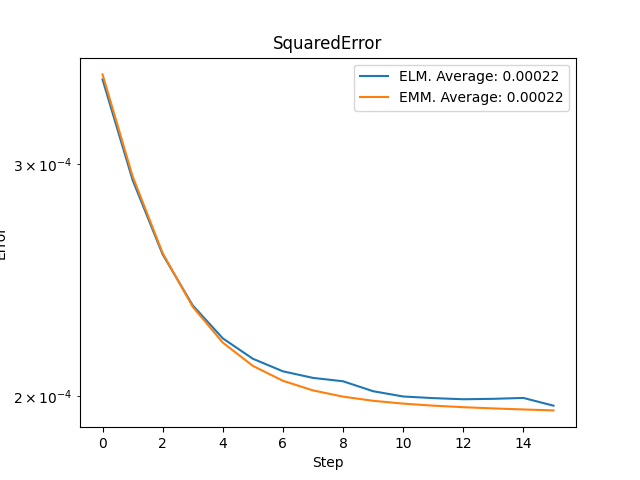 SquaredError
ELM. Average: 0.00022
EMM. Average: 0.00022
3 × 10⁻⁴
2 × 10⁻⁴
Error
0 2 4 6 8 10 12 14
Step